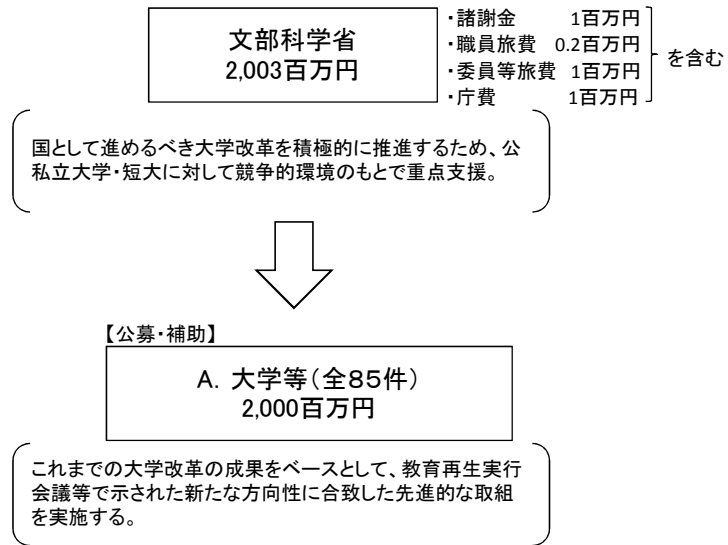 文部科学省
2,003百万円
・諸謝金 1百万円
・職員旅費 0.2百万円
・委員等旅費 1百万円
・庁費 1百万円
を含む
国として進めるべき大学改革を積極的に推進するため、公
私立大学・短大に対して競争的環境のもとで重点支援。
【公募・補助】
A．大学等（全８５件）
2,000百万円
これまでの大学改革の成果をベースとして、教育再生実行
会議等で示された新たな方向性に合致した先進的な取組
を実施する。